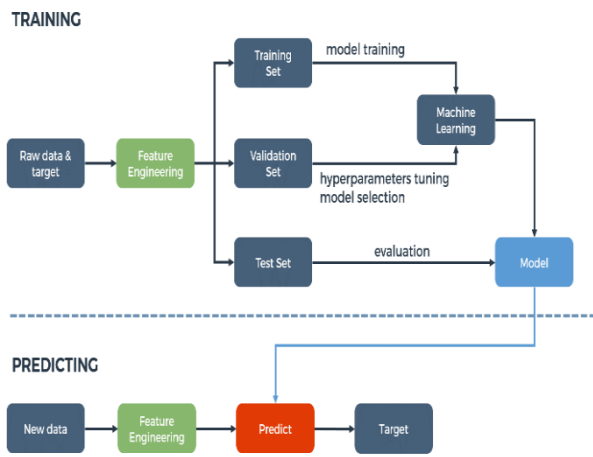 TRAINING
Training
Set
model training
Machine
Learning
Raw data &
target
Feature
Engineering
Validation
Set
hyperparameters tuning
model selection
Test Set
evaluation
Model
PREDICTING
New data
Feature
Engineering
Predict
Target